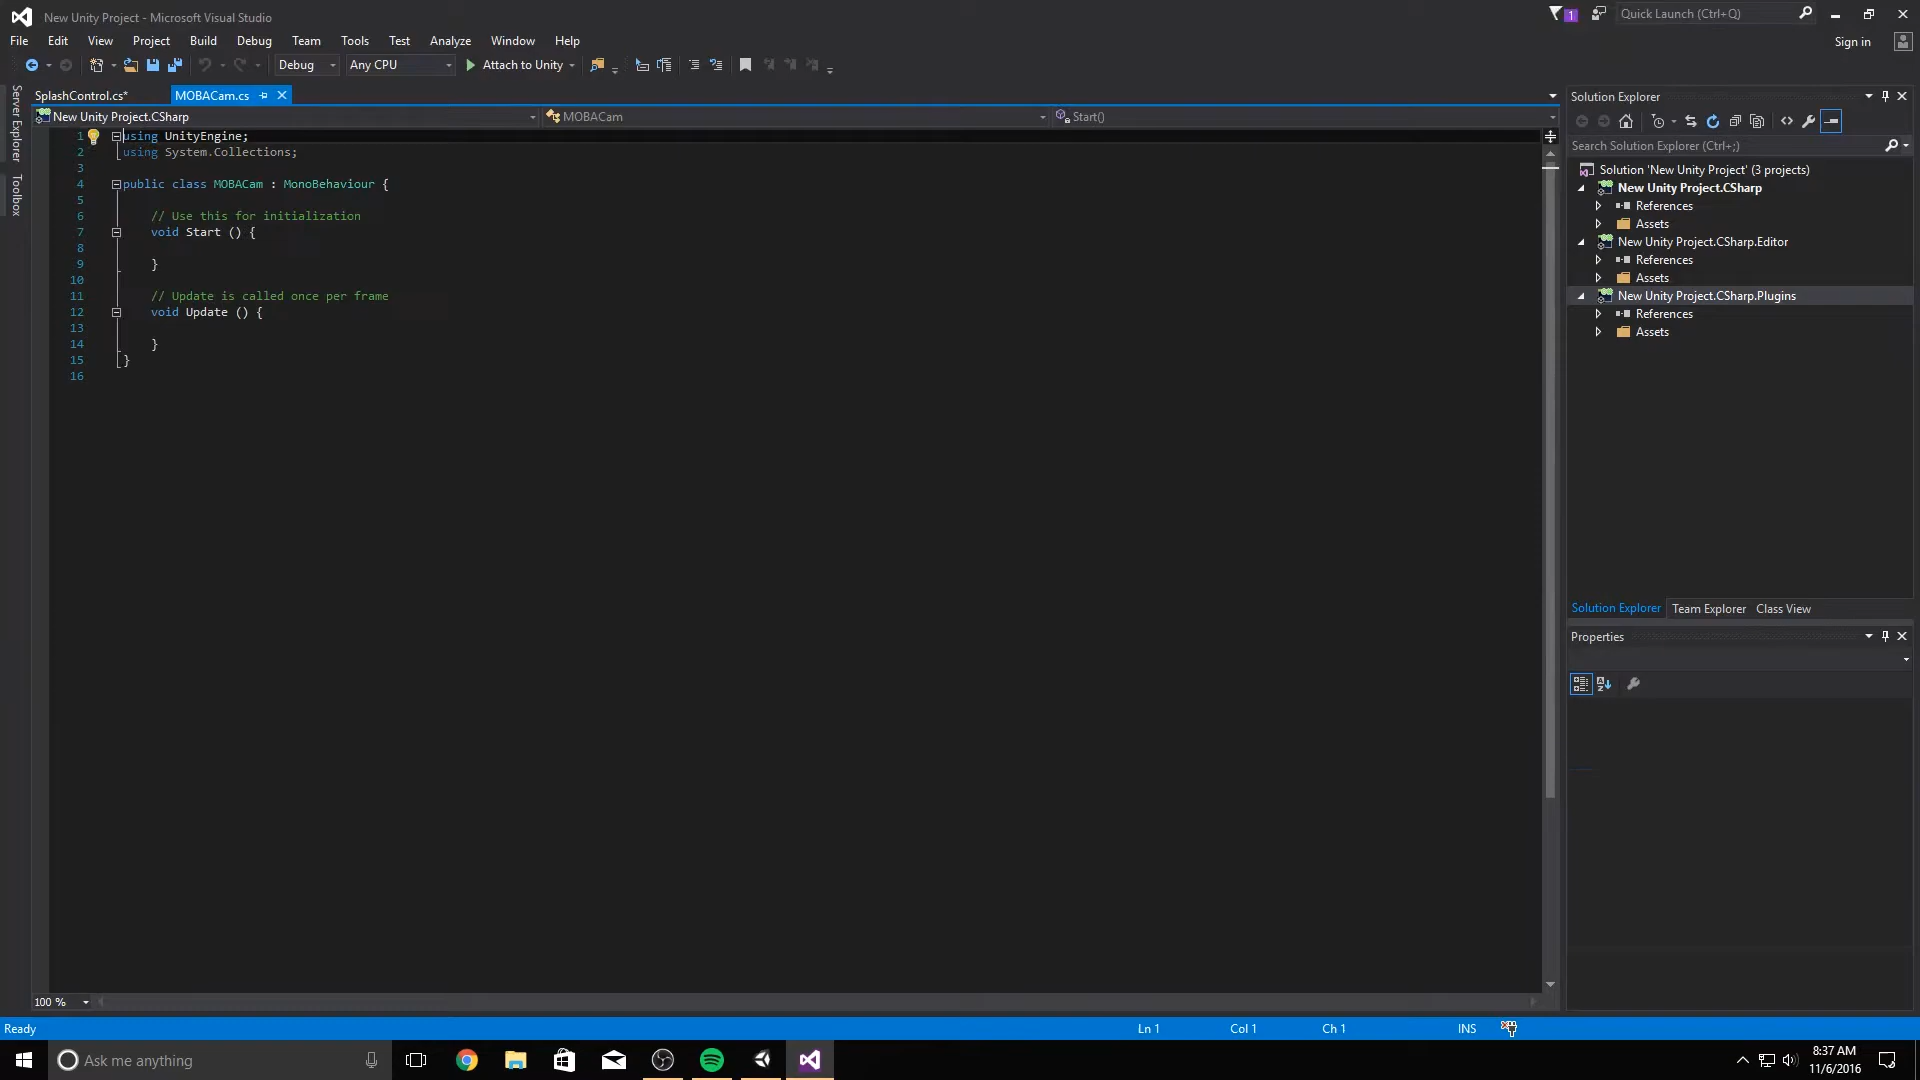 New Unity Project - Microsoft Visual Studio
1
Quick Launch (Ctrl+Q)
File Edit View Project Build Debug Team Tools Test Analyze Window Help
Sign in
Debug Any CPU Attach to Unity
Server Explorer
Toolbox
SplashControl.cs* MOBACam.cs
New Unity Project.CSharp MOBACam Start()
1 using UnityEngine;
2 using System.Collections;
3
4 public class MOBACam : MonoBehaviour {
5
6 // Use this for initialization
7 void Start () {
8
9 }
10
11 // Update is called once per frame
12 void Update () {
13
14 }
15 }
16
100 %
Solution Explorer
Search Solution Explorer (Ctrl+;)
Solution 'New Unity Project' (3 projects)
New Unity Project.CSharp
References
Assets
New Unity Project.CSharp.Editor
References
Assets
New Unity Project.CSharp.Plugins
References
Assets
Solution Explorer Team Explorer Class View
Properties
Ready Ln 1 Col 1 Ch 1 INS
Ask me anything
8:37 AM
11/6/2016